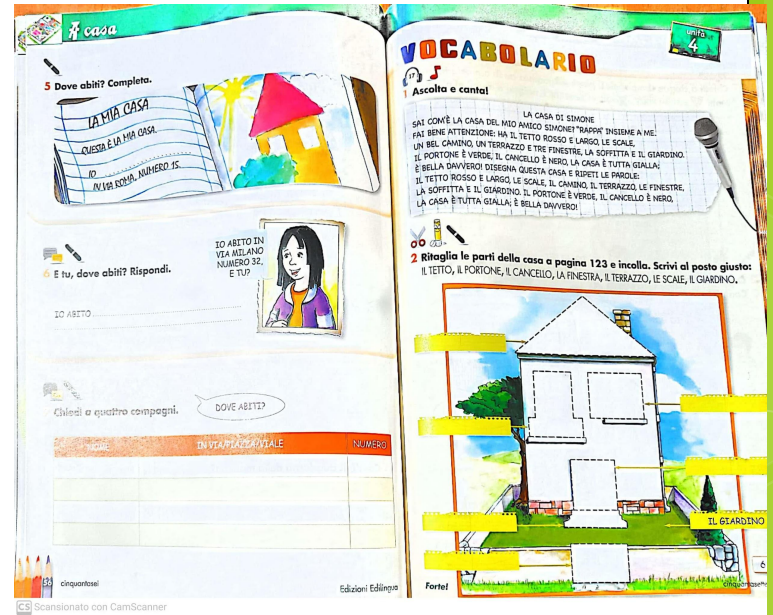 A casa
5 Dove abiti? Completa.
LA MIA CASA
QUESTA È LA MIA CASA.
IO
IN VIA ROMA, NUMERO 15.
IO ABITO IN
VIA MILANO
NUMERO 32,
E TU?
6 E tu, dove abiti? Rispondi.
IO ABITO
Chiedi a quattro compagni.
DOVE ABITI?
NOME IN VIA/PIAZZA/VIALE NUMERO
56 cinquantasei
Edizioni Edilingua
unità
4
VOCABOLARIO
17
1 Ascolta e canta!
LA CASA DI SIMONE
SAI COM'È LA CASA DEL MIO AMICO SIMONE? "RAPPA" INSIEME A ME.
FAI BENE ATTENZIONE: HA IL TETTO ROSSO E LARGO, LE SCALE,
UN BEL CAMINO, UN TERRAZZO E TRE FINESTRE, LA SOFFITTA E IL GIARDINO.
IL PORTONE È VERDE, IL CANCELLO È NERO, LA CASA È TUTTA GIALLA;
È BELLA DAVVERO! DISEGNA QUESTA CASA E RIPETI LE PAROLE:
IL TETTO ROSSO E LARGO, LE SCALE, IL CAMINO, IL TERRAZZO, LE FINESTRE,
LA SOFFITTA E IL GIARDINO. IL PORTONE È VERDE, IL CANCELLO È NERO,
LA CASA È TUTTA GIALLA; È BELLA DAVVERO!
2 Ritaglia le parti della casa a pagina 123 e incolla. Scrivi al posto giusto:
IL TETTO, IL PORTONE, IL CANCELLO, LA FINESTRA, IL TERRAZZO, LE SCALE, IL GIARDINO.
IL GIARDINO
6
Forte!
CS Scansionato con CamScanner